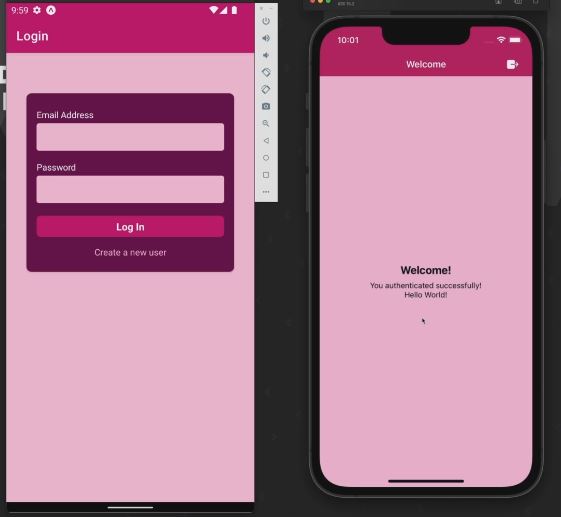 9:59
Login
Email Address
Password
Log In
Create a new user
10:01
Welcome
Welcome!
You authenticated successfully!
Hello World!